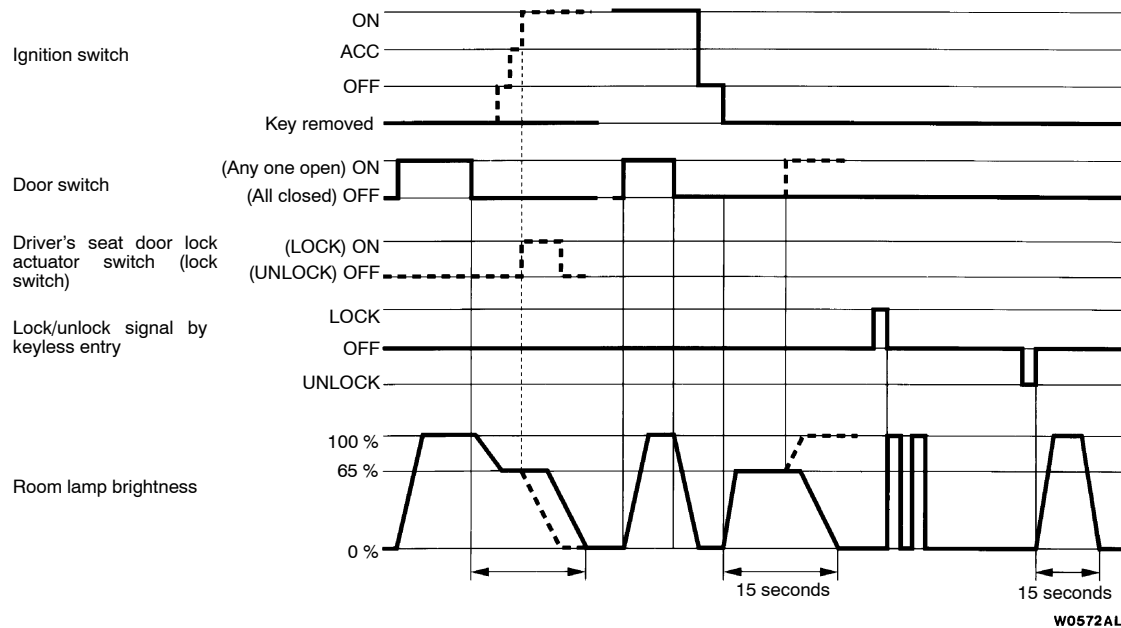 Ignition switch
ON
ACC
OFF
Key removed
Door switch
(Any one open) ON
(All closed) OFF
Driver's seat door lock
actuator switch (lock
switch)
(LOCK) ON
(UNLOCK) OFF
Lock/unlock signal by
keyless entry
LOCK
OFF
UNLOCK
Room lamp brightness
100 %
65 %
0 %
15 seconds
15 seconds
W0572AL